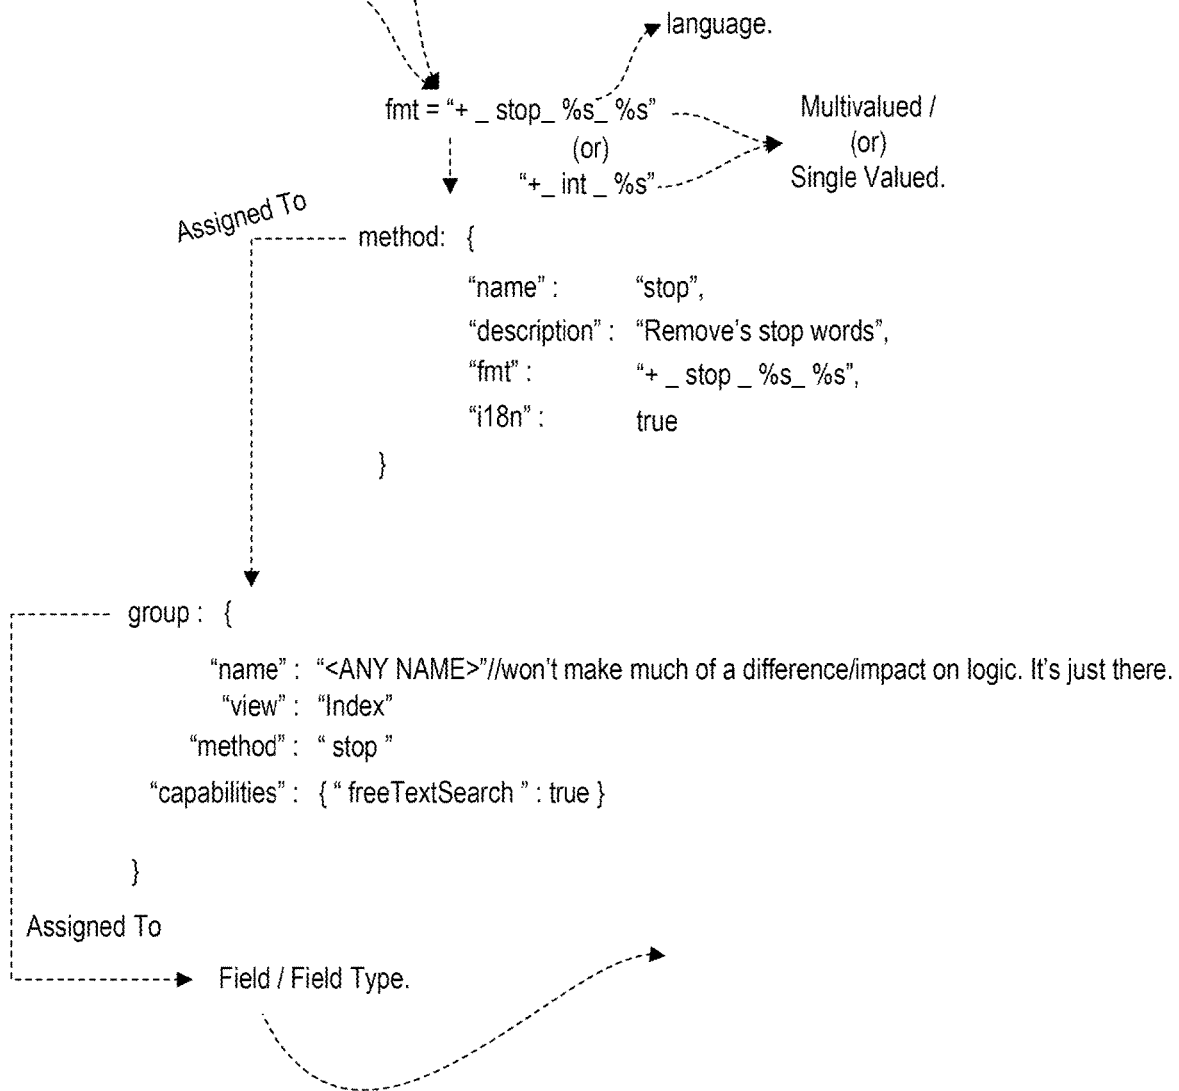 language.
fmt = “+ _ stop_ %s_ %s”
(or)
“+_ int _ %s”
Multivalued /
(or)
Single Valued.
Assigned To
method: {
“name” : “stop”,
“description” : “Remove’s stop words”,
“fmt” : “+ _ stop _ %s_ %s”,
“i18n” : true
}
group : {
“name” : “<ANY NAME>”//won’t make much of a difference/impact on logic. It’s just there.
“view” : “Index”
“method” : “ stop ”
“capabilities” : { “ freeTextSearch ” : true }
}
Assigned To
Field / Field Type.